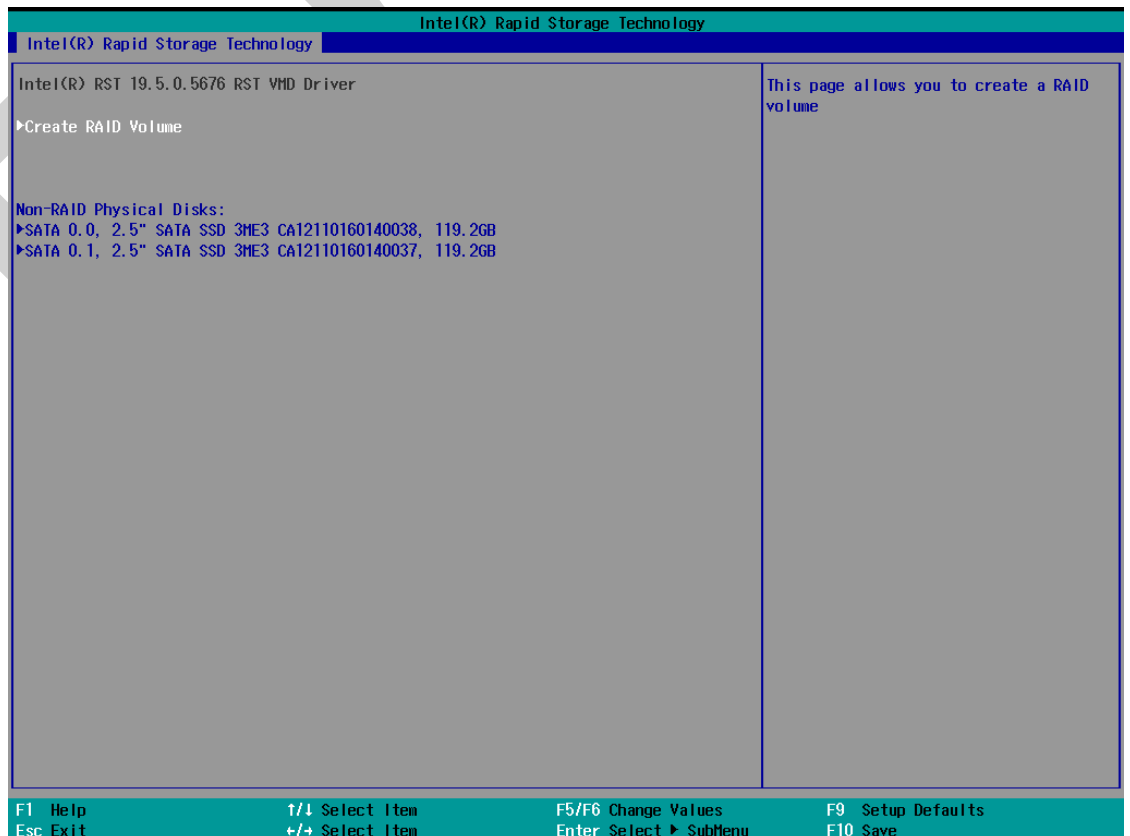 Intel(R) Rapid Storage Technology
Intel(R) Rapid Storage Technology
Intel(R) RST 19.5.0.5676 RST VMD Driver
▶Create RAID Volume
Non-RAID Physical Disks:
▶SATA 0.0, 2.5" SATA SSD 3ME3 CA12110160140038, 119.2GB
▶SATA 0.1, 2.5" SATA SSD 3ME3 CA12110160140037, 119.2GB
This page allows you to create a RAID
volume
F1 Help ↑/↓ Select Item F5/F6 Change Values F9 Setup Defaults
Esc Exit ←/→ Select Item Enter Select ▶ SubMenu F10 Save